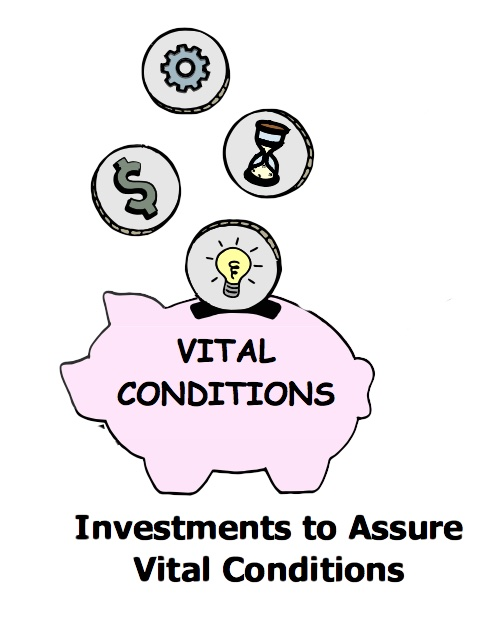 $
VITAL
CONDITIONS
Investments to Assure
Vital Conditions